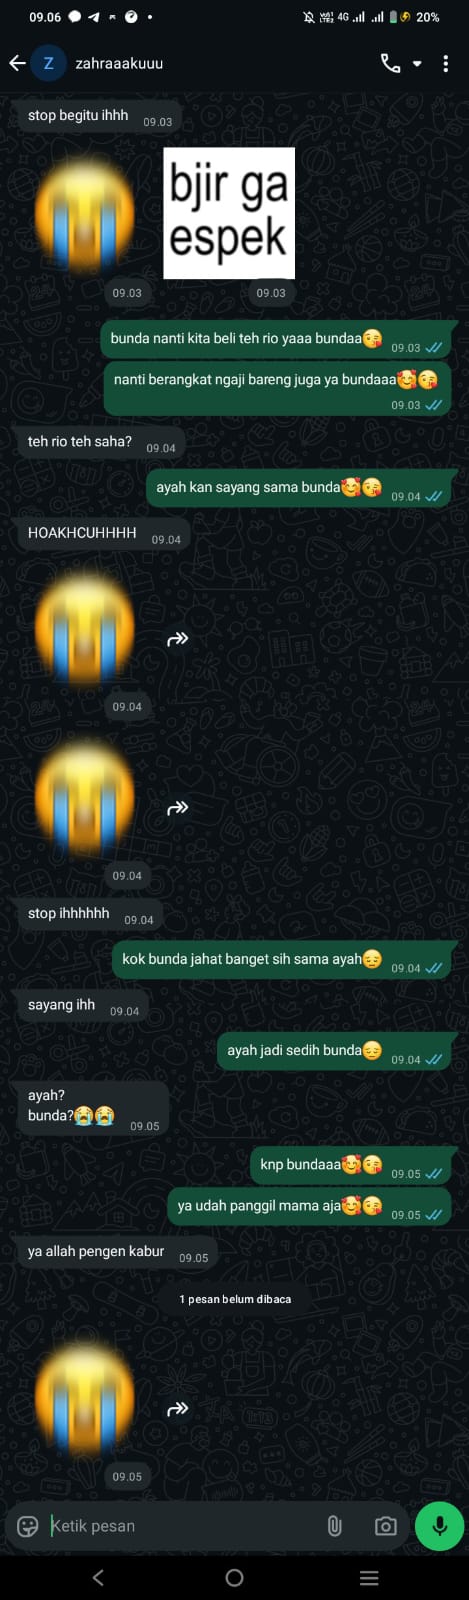 09.06
4G
20%
Z
zahraaakuuu
stop begitu ihhh
09.03
bjir ga
espek
09.03
09.03
bunda nanti kita beli teh rio yaaa bundaa😘
09.03
nanti berangkat ngaji bareng juga ya bundaaa🥰😘
09.03
teh rio teh saha?
09.04
ayah kan sayang sama bunda🥰😘
09.04
HOAKHCUHHHH
09.04
09.04
09.04
stop ihhhhhh
09.04
kok bunda jahat banget sih sama ayah😔
09.04
sayang ihh
09.04
ayah jadi sedih bunda😔
09.04
ayah?
bunda?😭😭
09.05
knp bundaaa🥰😘
09.05
ya udah panggil mama aja🥰😘
09.05
ya allah pengen kabur
09.05
1 pesan belum dibaca
09.05
Ketik pesan